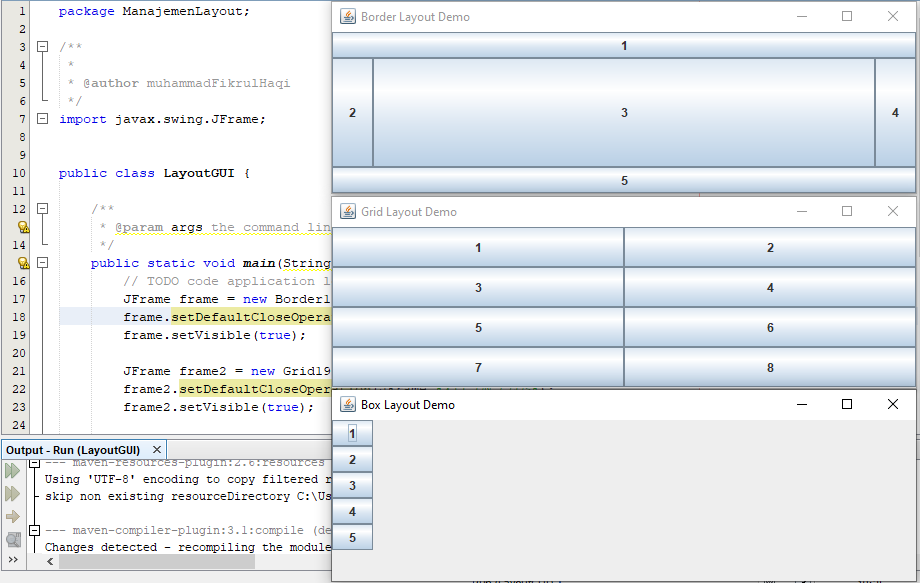 1 package ManajemenLayout;
2
3 /**
4 *
5 * @author muhammadFikrulHaqi
6 */
7 import javax.swing.JFrame;
8
9
10 public class LayoutGUI {
11
12 /**
* @param args the command lin
14 */
public static void main(String
16 // TODO code application l
17 JFrame frame = new Border1
18 frame.setDefaultCloseOpera
19 frame.setVisible(true);
20
21 JFrame frame2 = new Grid19
22 frame2.setDefaultCloseOper
23 frame2.setVisible(true);
24
Output - Run (LayoutGUI)
--- maven-resources-plugin:2.6:resources
Using 'UTF-8' encoding to copy filtered r
skip non existing resourceDirectory C:\Us
--- maven-compiler-plugin:3.1:compile (de
Changes detected - recompiling the module
Border Layout Demo
1
2 3 4
5
Grid Layout Demo
1 2
3 4
5 6
7 8
Box Layout Demo
1
2
3
4
5